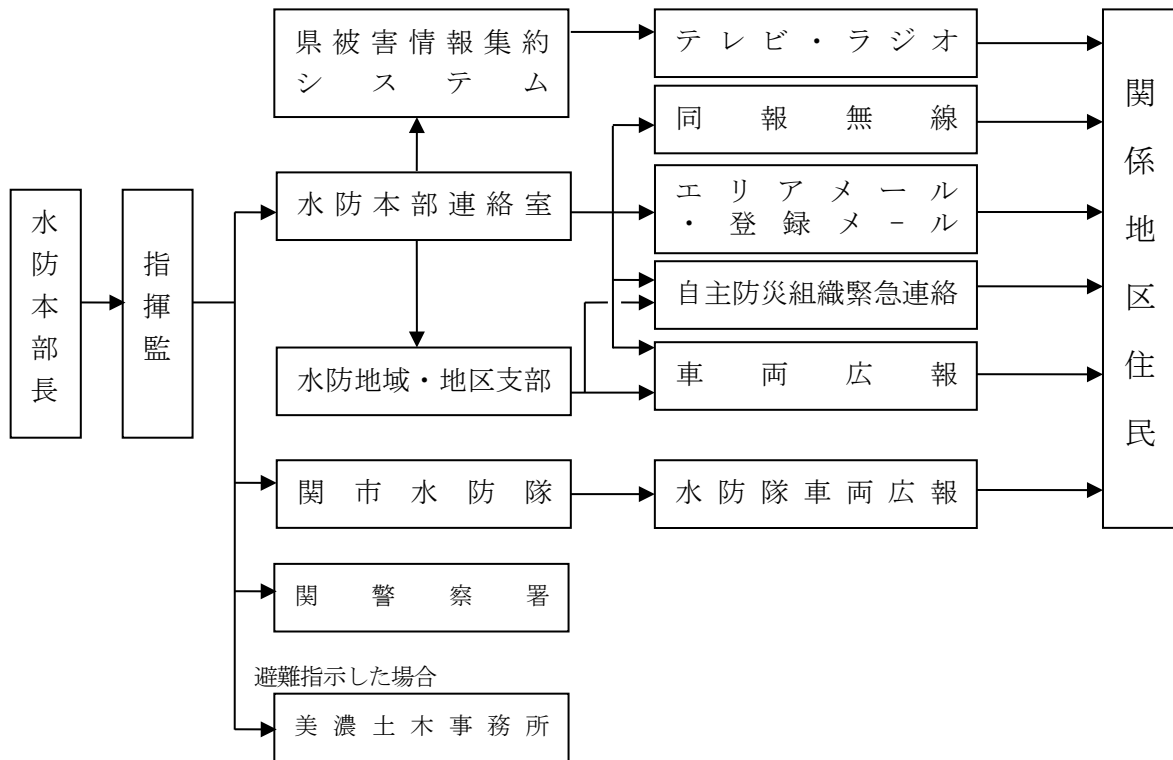 水防本部長
指揮監
県被害情報集約
システム
水防本部連絡室
水防地域・地区支部
関市水防隊
関警察署
避難指示した場合
美濃土木事務所
テレビ・ラジオ
同報無線
エリアメール
・登録メール
自主防災組織緊急連絡
車両広報
水防隊車両広報
関係地区住民